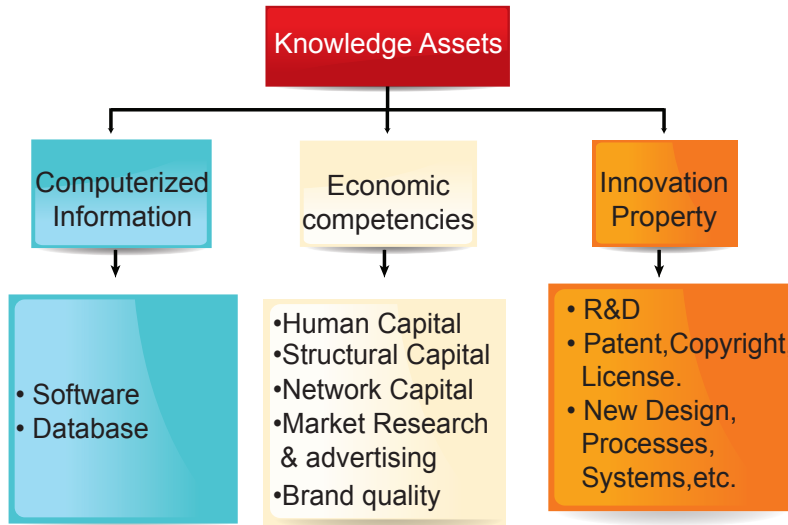 Knowledge Assets
Computerized
Information
Economic
competencies
Innovation
Property
• Software
• Database
•Human Capital
•Structural Capital
•Network Capital
•Market Research
& advertising
•Brand quality
• R&D
• Patent,Copyright
License.
• New Design,
Processes,
Systems,etc.